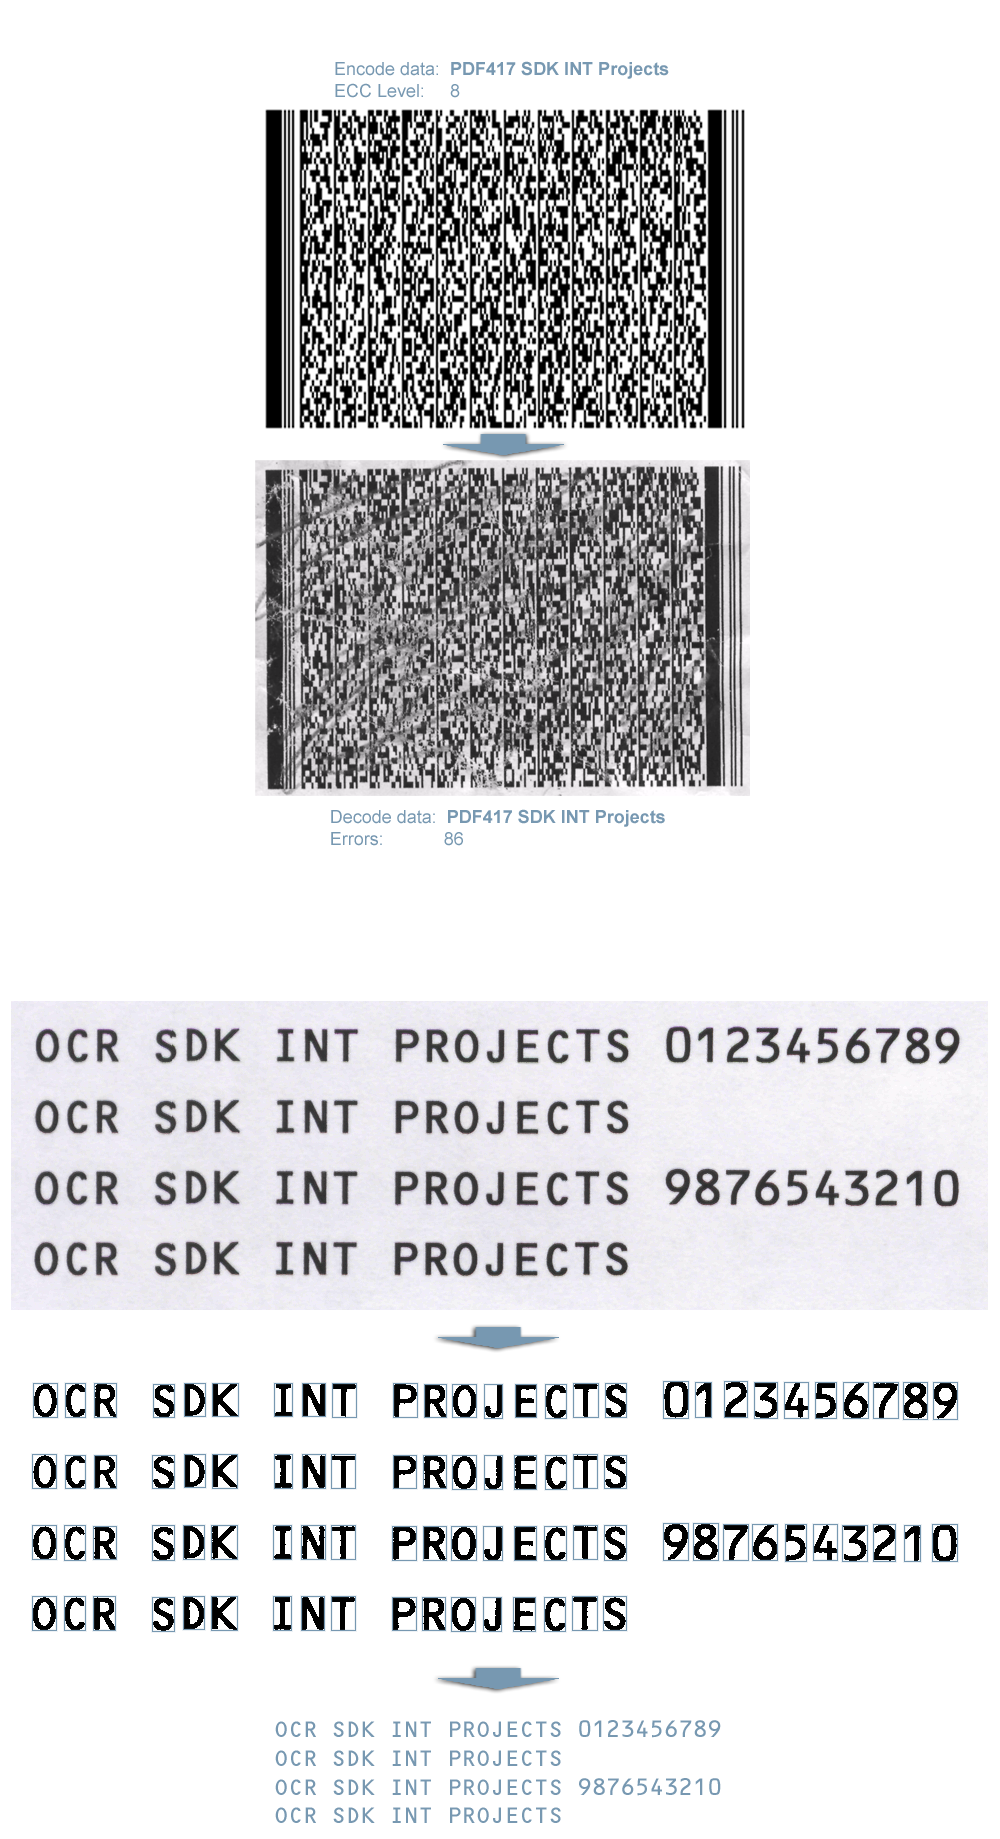 Encode data: PDF417 SDK INT Projects
ECC Level: 8
Decode data: PDF417 SDK INT Projects
Errors: 86
OCR SDK INT PROJECTS 0123456789
OCR SDK INT PROJECTS
OCR SDK INT PROJECTS 9876543210
OCR SDK INT PROJECTS
OCR SDK INT PROJECTS 0123456789
OCR SDK INT PROJECTS
OCR SDK INT PROJECTS 9876543210
OCR SDK INT PROJECTS
OCR SDK INT PROJECTS 0123456789
OCR SDK INT PROJECTS
OCR SDK INT PROJECTS 9876543210
OCR SDK INT PROJECTS